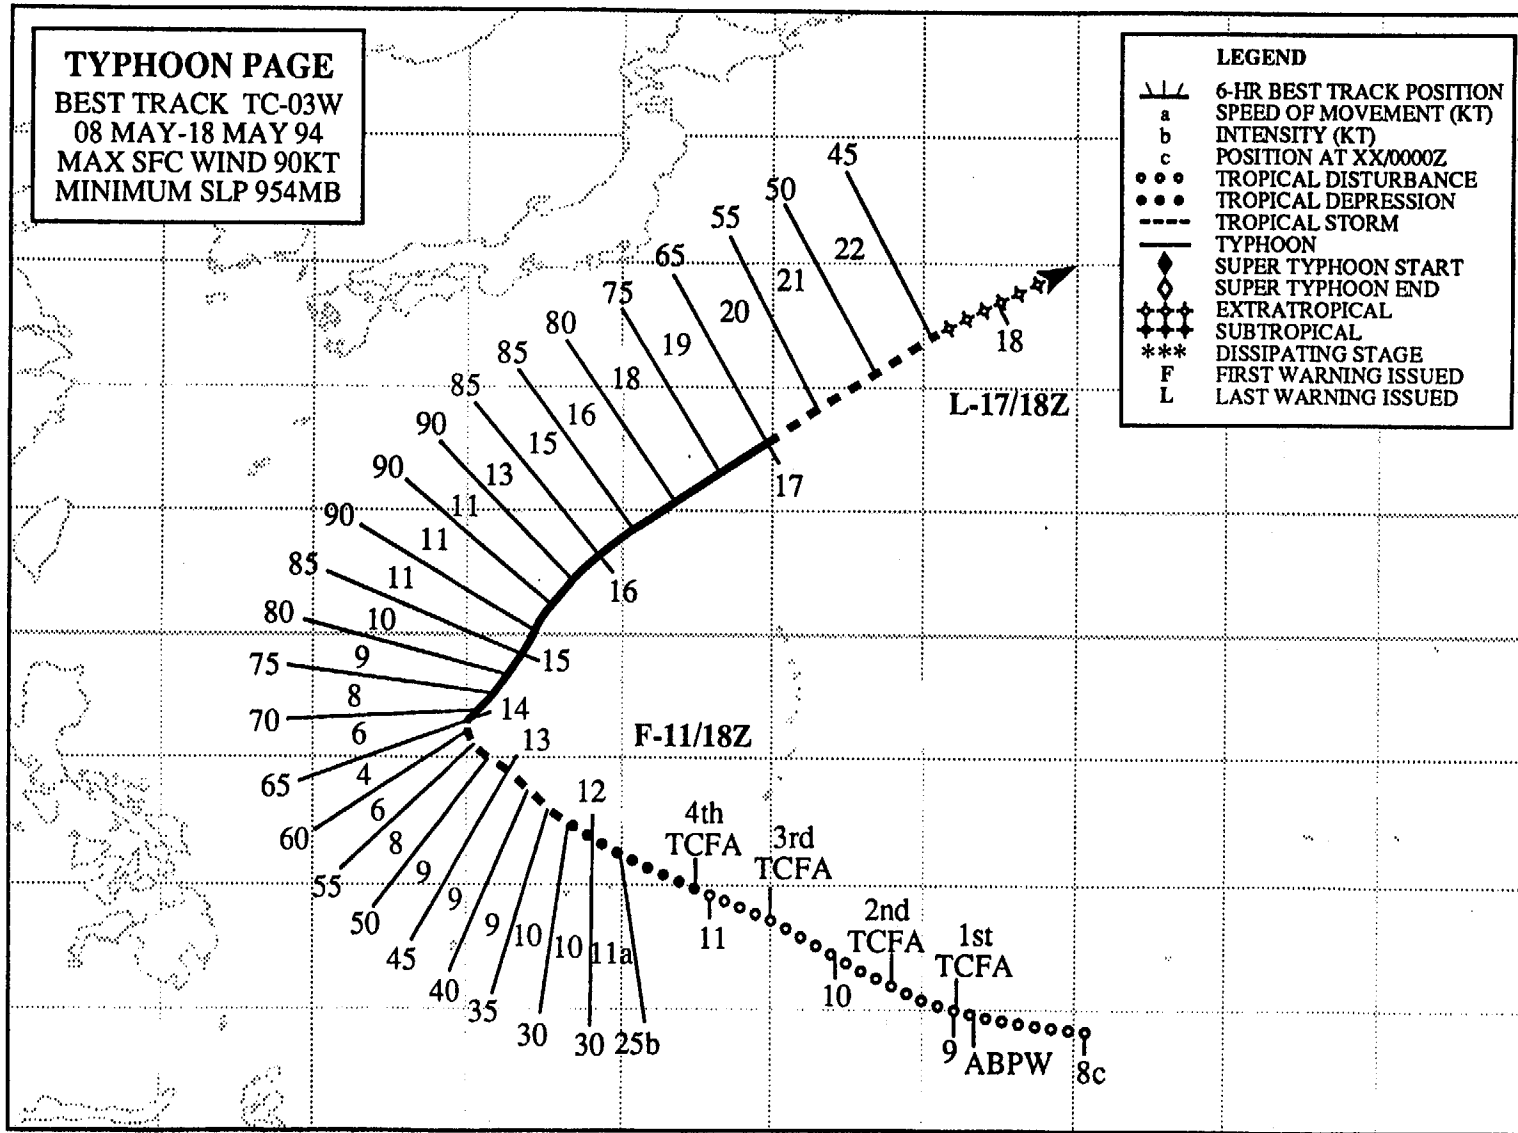 TYPHOON PAGE
BEST TRACK TC-03W
08 MAY-18 MAY 94
MAX SFC WIND 90KT
MINIMUM SLP 954MB
LEGEND
6-HR BEST TRACK POSITION
a SPEED OF MOVEMENT (KT)
b INTENSITY (KT)
c POSITION AT XX/0000Z
TROPICAL DISTURBANCE
TROPICAL DEPRESSION
TROPICAL STORM
TYPHOON
SUPER TYPHOON START
SUPER TYPHOON END
EXTRATROPICAL
SUBTROPICAL
*** DISSIPATING STAGE
F FIRST WARNING ISSUED
L LAST WARNING ISSUED
45
50
55
65
75
80
85
85
90
90
90
85
80
75
70
65
60
55
50
45
40
35
30
30
25b
22
21
20
19
18
16
15
13
11
11
11
10
9
8
6
4
6
8
9
9
9
10
10
11a
18
L-17/18Z
17
16
15
14
13
F-11/18Z
12
4th
TCFA
3rd
TCFA
2nd
TCFA
1st
TCFA
11
10
9
ABPW
8c